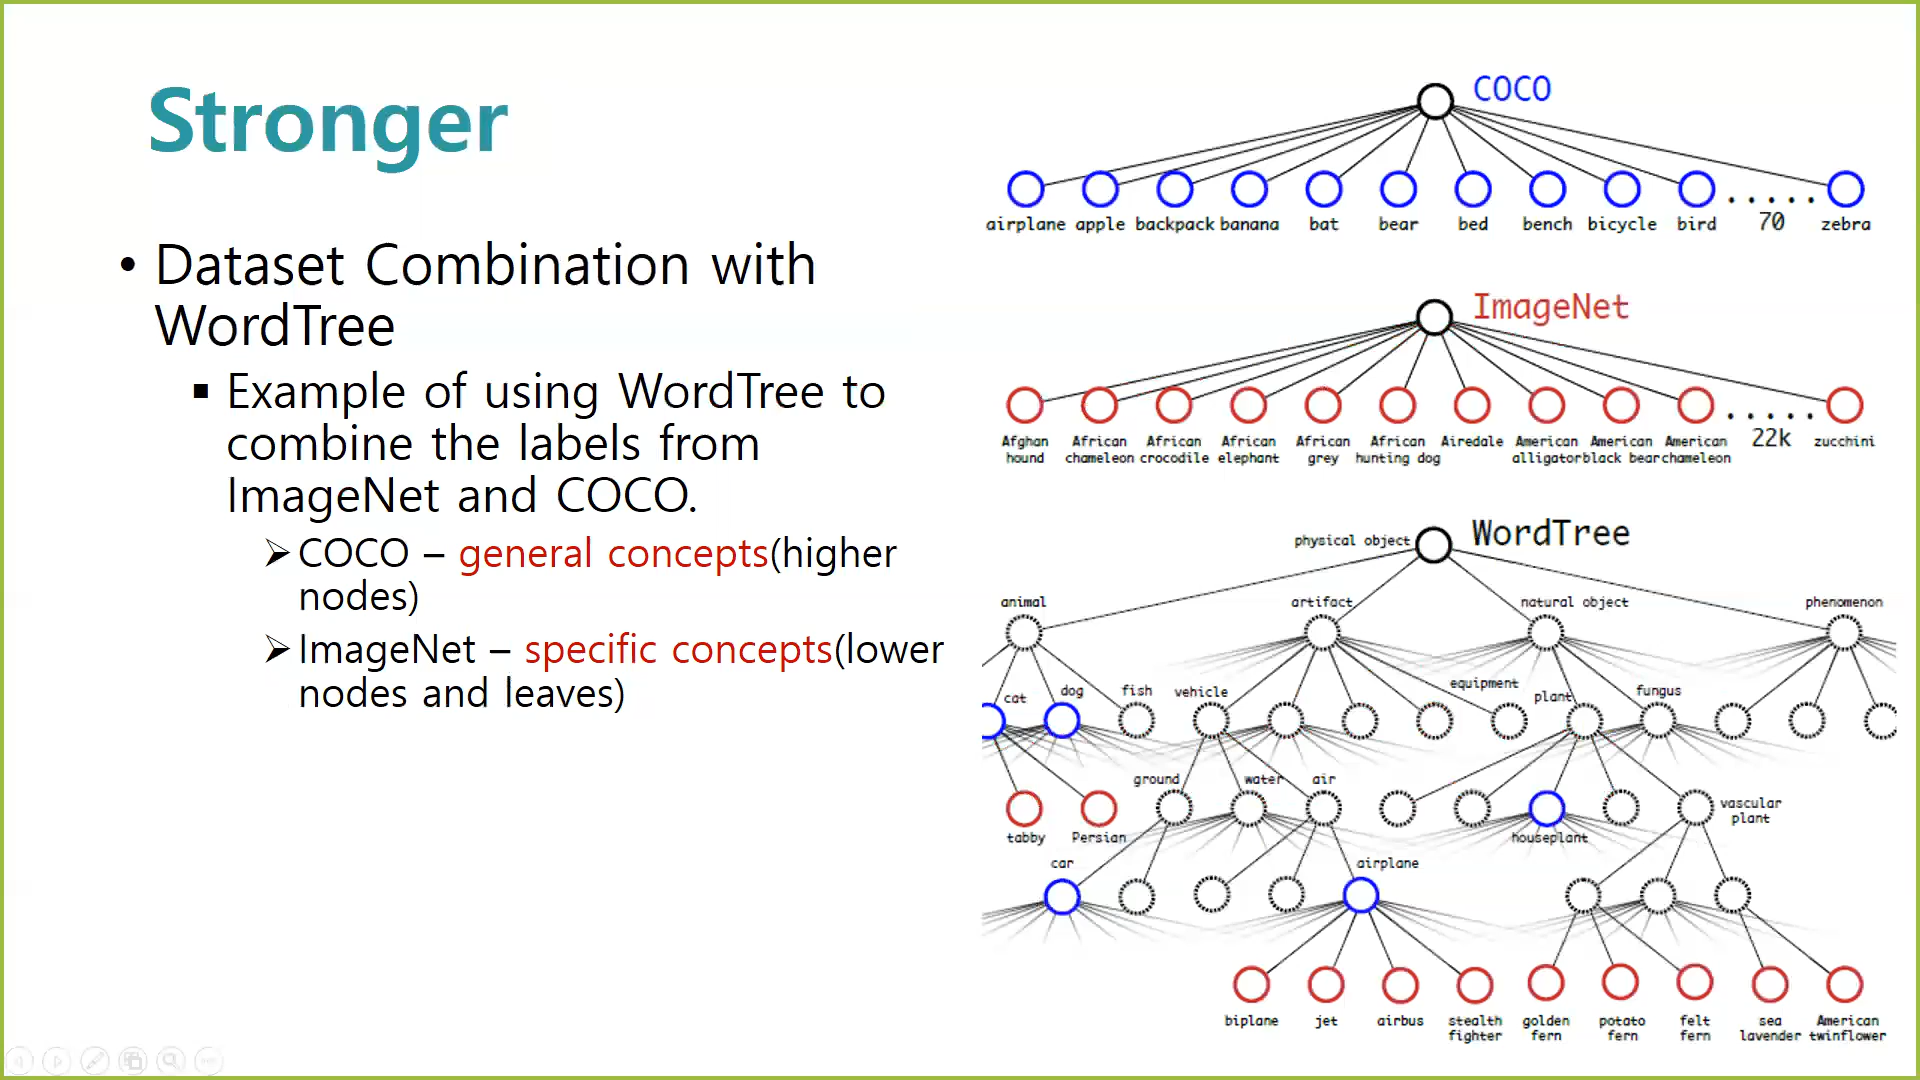 Stronger
• Dataset Combination with
WordTree
▪ Example of using WordTree to
combine the labels from
ImageNet and COCO.
➢ COCO – general concepts(higher
nodes)
➢ ImageNet – specific concepts(lower
nodes and leaves)
COCO
airplane apple backpack banana bat bear bed bench bicycle bird ..... 70 zebra
ImageNet
Afghan hound
African chameleon
African crocodile
African elephant
African grey
African hunting dog
Airedale
American alligator
American black bear
American chameleon
..... 22k
zucchini
WordTree
physical object
animal artifact natural object phenomenon
cat dog fish vehicle equipment plant fungus
ground water air
vascular
plant
tabby Persian houseplant
car airplane
biplane jet airbus
stealth fighter
golden fern
potato fern
felt fern
sea lavender
American twinflower